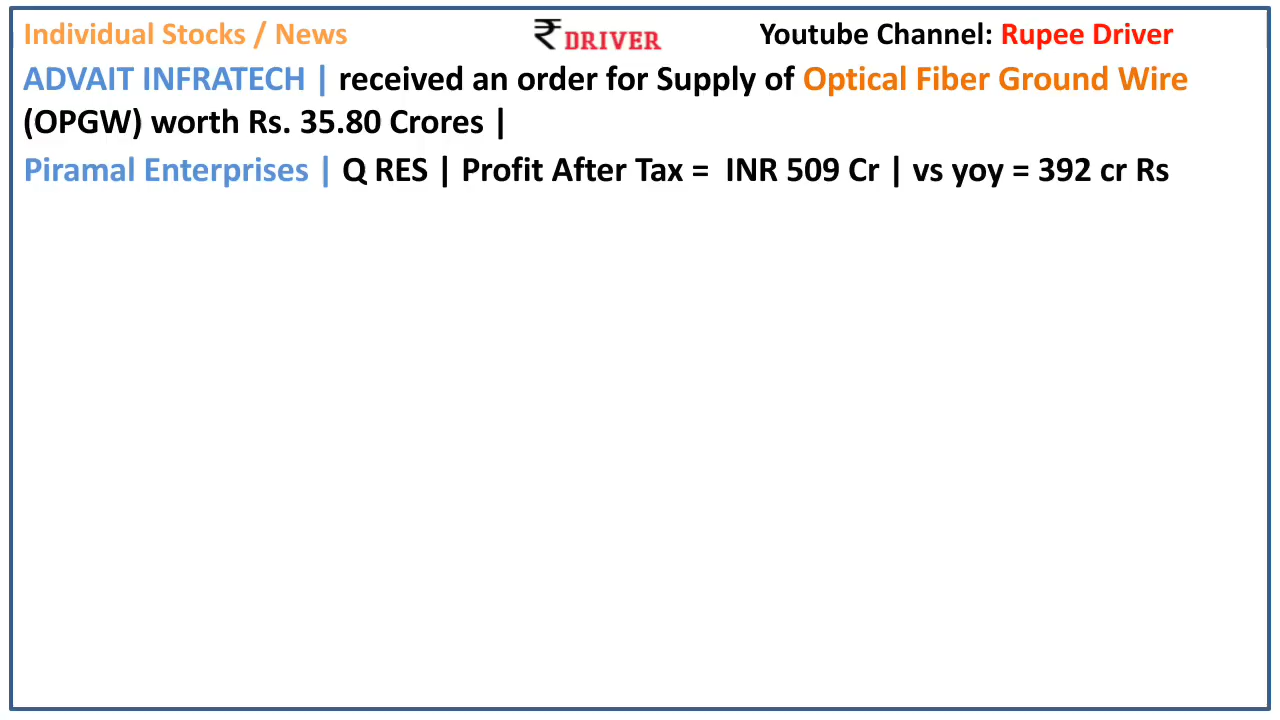 Individual Stocks / News ₹ DRIVER Youtube Channel: Rupee Driver
ADVAIT INFRATECH | received an order for Supply of Optical Fiber Ground Wire
(OPGW) worth Rs. 35.80 Crores |
Piramal Enterprises | Q RES | Profit After Tax = INR 509 Cr | vs yoy = 392 cr Rs